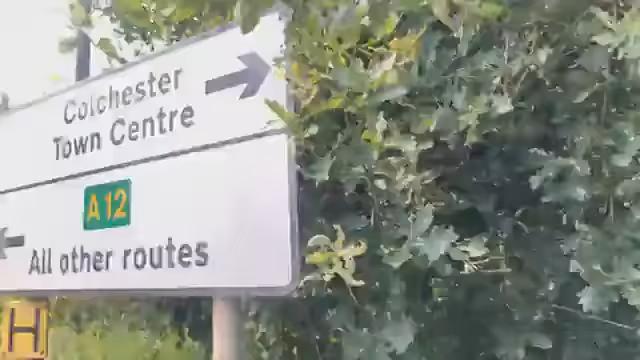 Colchester
Town Centre
A12
All other routes
H